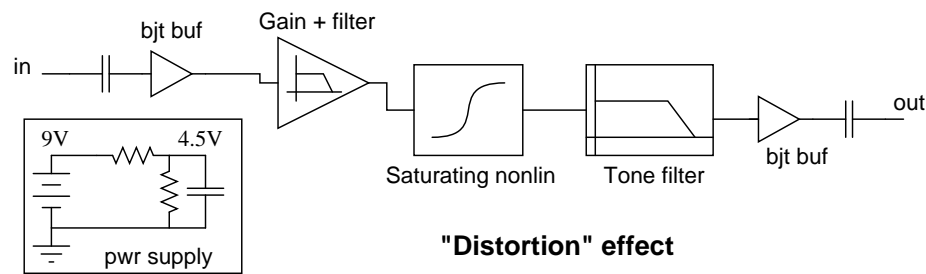 Gain + filter
bjt buf
in
out
bjt buf
Saturating nonlin
Tone filter
9V
4.5V
pwr supply
"Distortion" effect